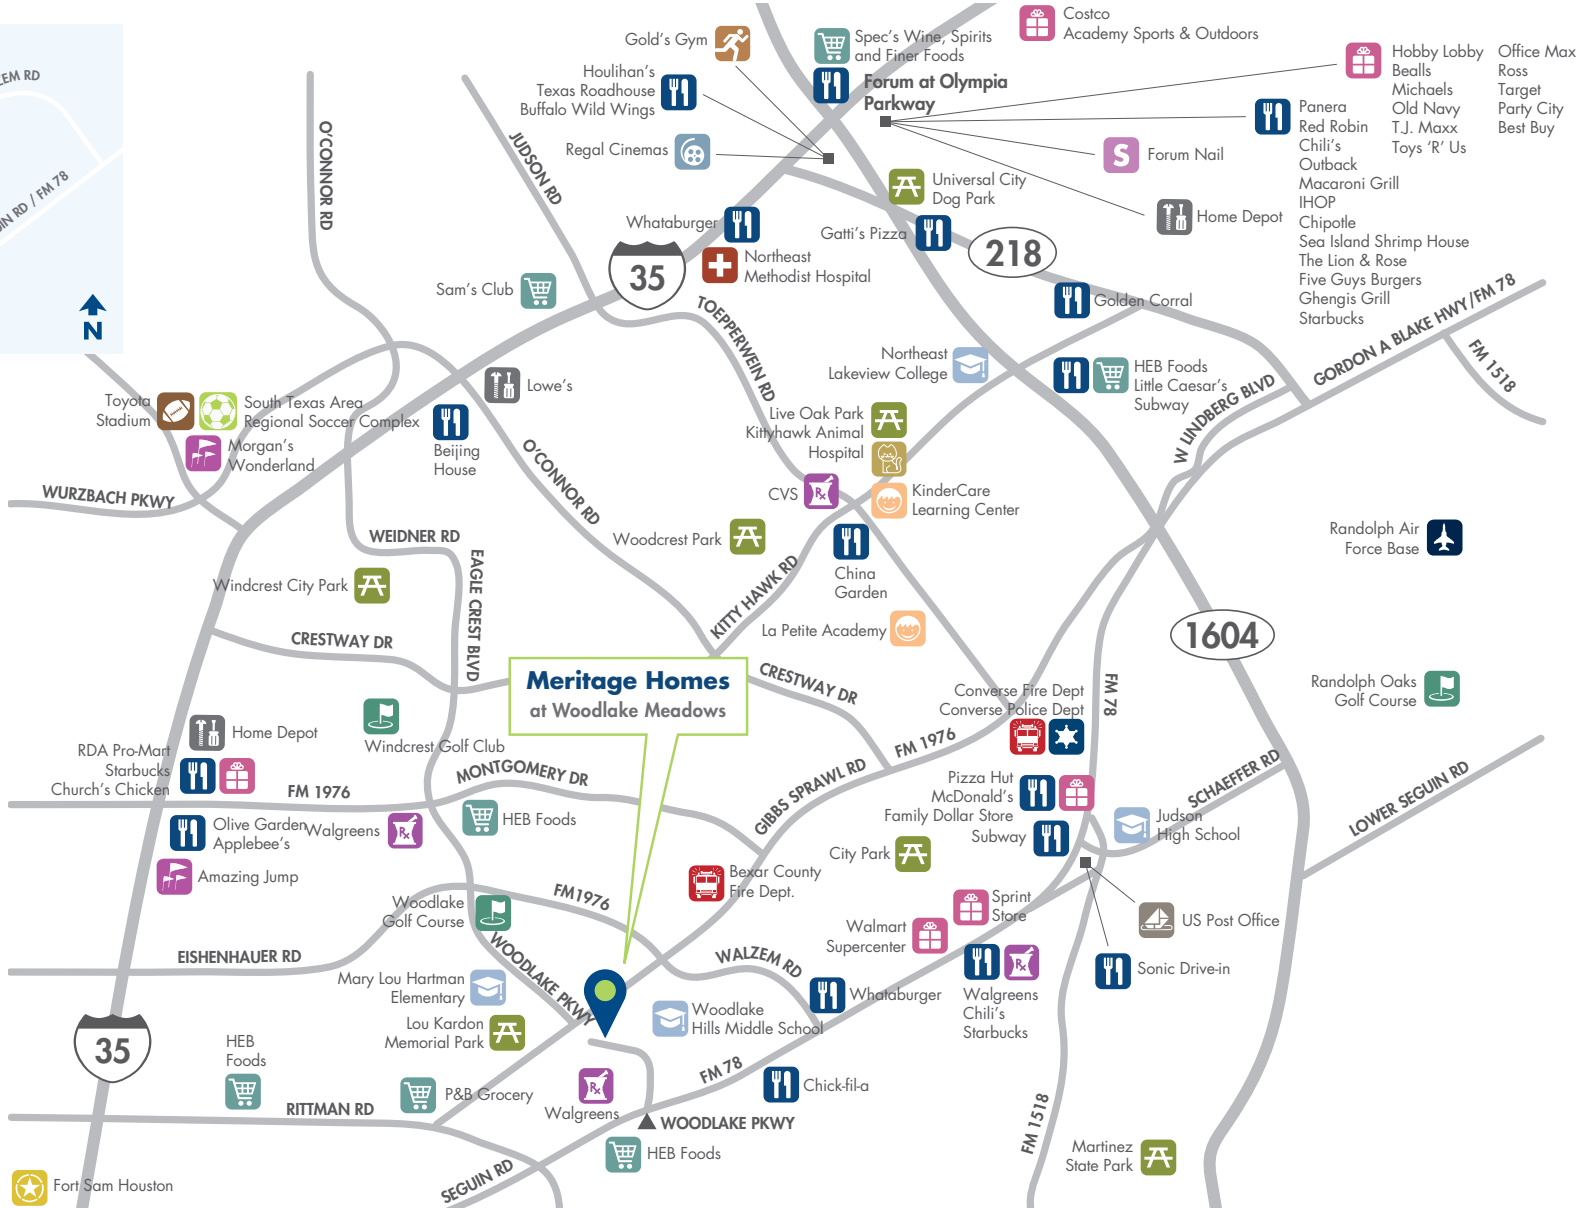 Costco
Academy Sports & Outdoors
Gold's Gym
Spec's Wine, Spirits
and Finer Foods
Hobby Lobby
Bealls
Michaels
Old Navy
T.J. Maxx
Toys 'R' Us
Office Max
Ross
Target
Party City
Best Buy
Houlihan's
Texas Roadhouse
Buffalo Wild Wings
Forum at Olympia
Parkway
Panera
Red Robin
Chili's
Outback
Macaroni Grill
IHOP
Chipotle
Sea Island Shrimp House
The Lion & Rose
Five Guys Burgers
Ghengis Grill
Starbucks
ZEM RD
IN RD / FM 78
N
O'CONNOR RD
JUDSON RD
Regal Cinemas
S
Forum Nail
Universal City
Dog Park
Home Depot
Whataburger
Gatti's Pizza
218
35
Northeast
Methodist Hospital
Sam's Club
TOEPPERWEIN RD
Golden Corral
GORDON A BLAKE HWY/FM 78
FM 1518
Northeast
Lakeview College
HEB Foods
Little Caesar's
Subway
W LINDBERG BLVD
Lowe's
Toyota
Stadium
South Texas Area
Regional Soccer Complex
Morgan's
Wonderland
Beijing
House
Live Oak Park
Kittyhawk Animal
Hospital
O'CONNOR RD
WURZBACH PKWY
CVS
Rx
KinderCare
Learning Center
WEIDNER RD
Woodcrest Park
Randolph Air
Force Base
EAGLE CREST BLVD
China
Garden
KITTY HAWK RD
Windcrest City Park
La Petite Academy
1604
CRESTWAY DR
Meritage Homes
at Woodlake Meadows
CRESTWAY DR
Converse Fire Dept
Converse Police Dept
FM 78
Randolph Oaks
Golf Course
Home Depot
Windcrest Golf Club
RDA Pro-Mart
Starbucks
Church's Chicken
FM 1976
MONTGOMERY DR
GIBBS SPRAWL RD
FM 1976
Pizza Hut
McDonald's
Family Dollar Store
Subway
SCHAEFFER RD
LOWER SEGUIN RD
Olive Garden
Applebee's
Walgreens
Rx
HEB Foods
Judson
High School
City Park
Amazing Jump
Bexar County
Fire Dept.
Woodlake
Golf Course
FM1976
Sprint
Store
US Post Office
Walmart
Supercenter
EISHENHAUER RD
WOODLAKE PKWY
WALZEM RD
Rx
Sonic Drive-in
Mary Lou Hartman
Elementary
Whataburger
Walgreens
Chili's
Starbucks
Lou Kardon
Memorial Park
Woodlake
Hills Middle School
35
HEB
Foods
P&B Grocery
Rx
Walgreens
FM 78
Chick-fil-a
RITTMAN RD
WOODLAKE PKWY
FM 1518
HEB Foods
Martinez
State Park
SEGUIN RD
Fort Sam Houston